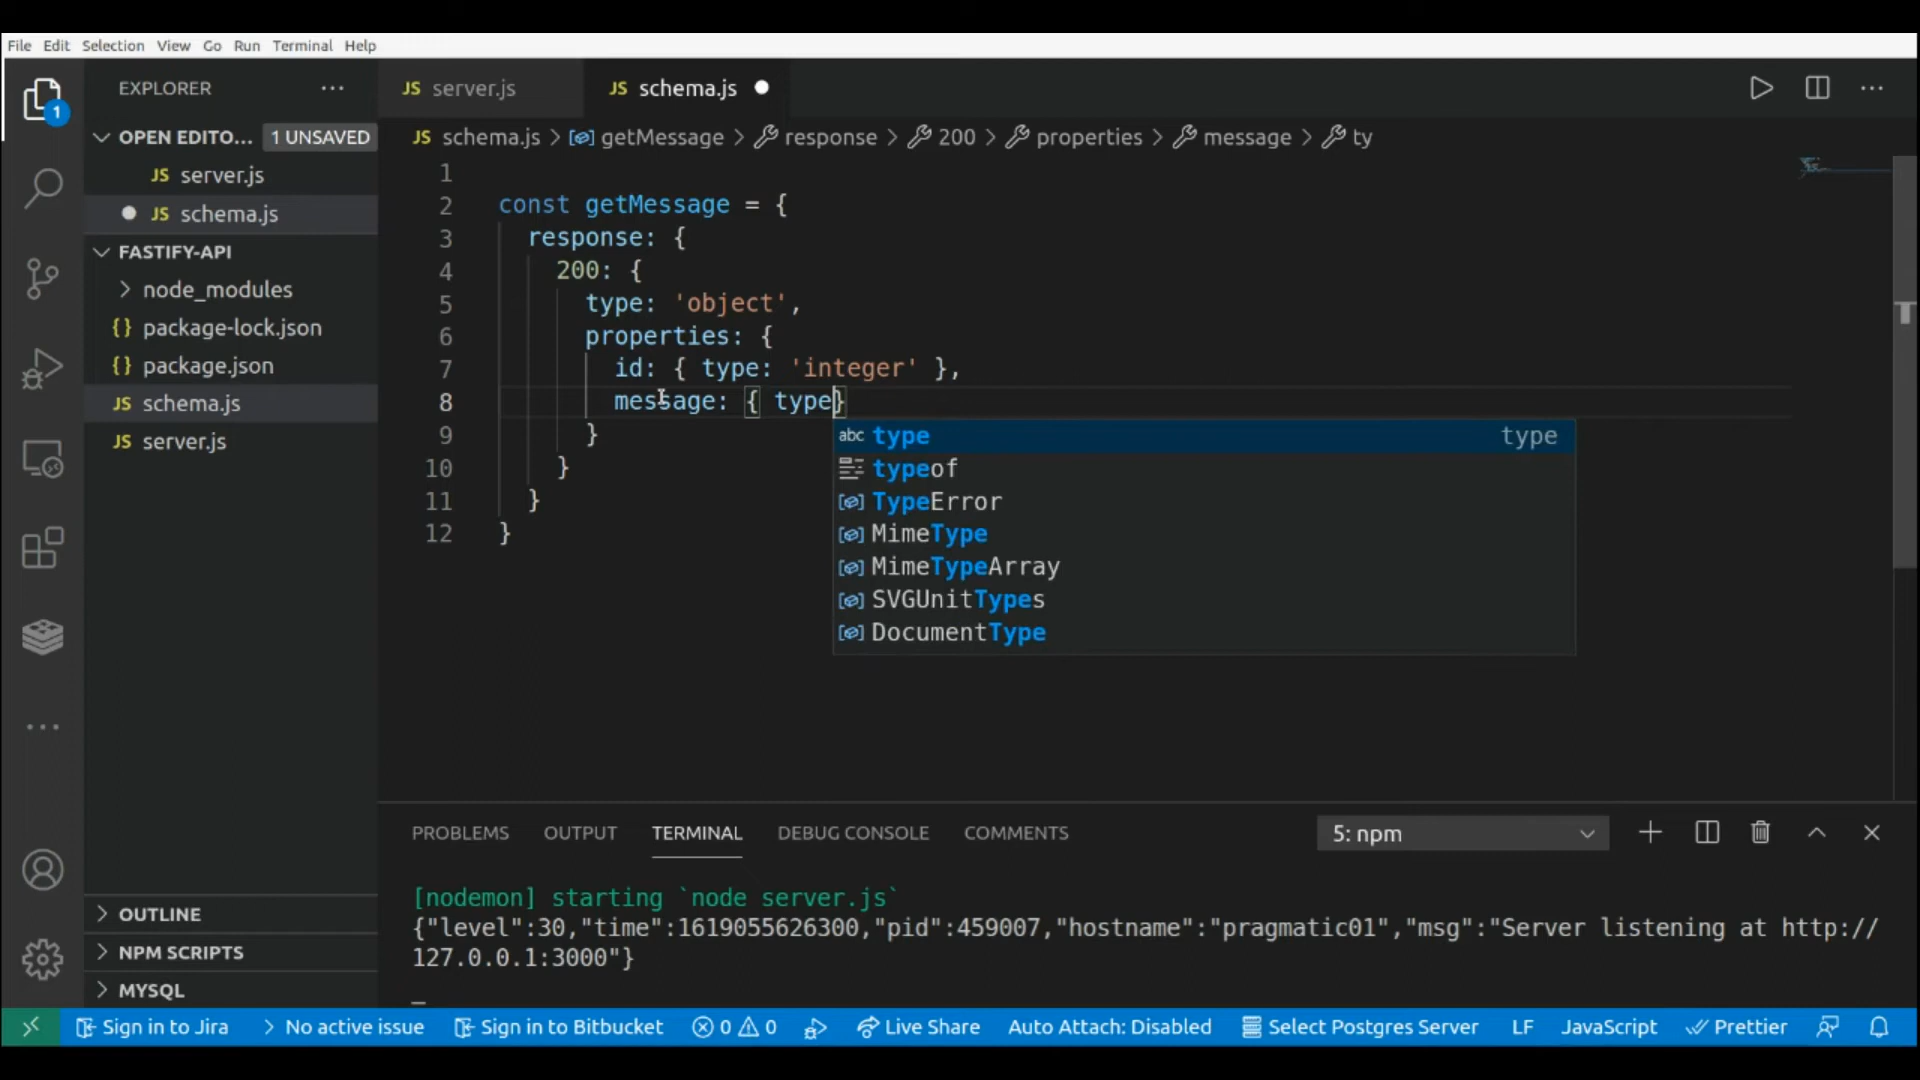 File Edit Selection View Go Run Terminal Help
EXPLORER ...
JS server.js
JS schema.js
OPEN EDITO... 1 UNSAVED
JS server.js
JS schema.js
FASTIFY-API
node_modules
{} package-lock.json
{} package.json
JS schema.js
JS server.js
OUTLINE
NPM SCRIPTS
MYSQL
1
JS schema.js > getMessage > response > 200 > properties > message > ty
1
2 const getMessage = {
3 response: {
4 200: {
5 type: 'object',
6 properties: {
7 id: { type: 'integer' },
8 message: { type}
9 }
10 }
11 }
12 }
abc type type
typeof
TypeError
MimeType
MimeTypeArray
SVGUnitTypes
DocumentType
PROBLEMS OUTPUT TERMINAL DEBUG CONSOLE COMMENTS 5: npm
[nodemon] starting `node server.js`
{"level":30,"time":1619055626300,"pid":459007,"hostname":"pragmatic01","msg":"Server listening at http://
127.0.0.1:3000"}
Sign in to Jira No active issue Sign in to Bitbucket 0 0 Live Share Auto Attach: Disabled Select Postgres Server LF JavaScript Prettier